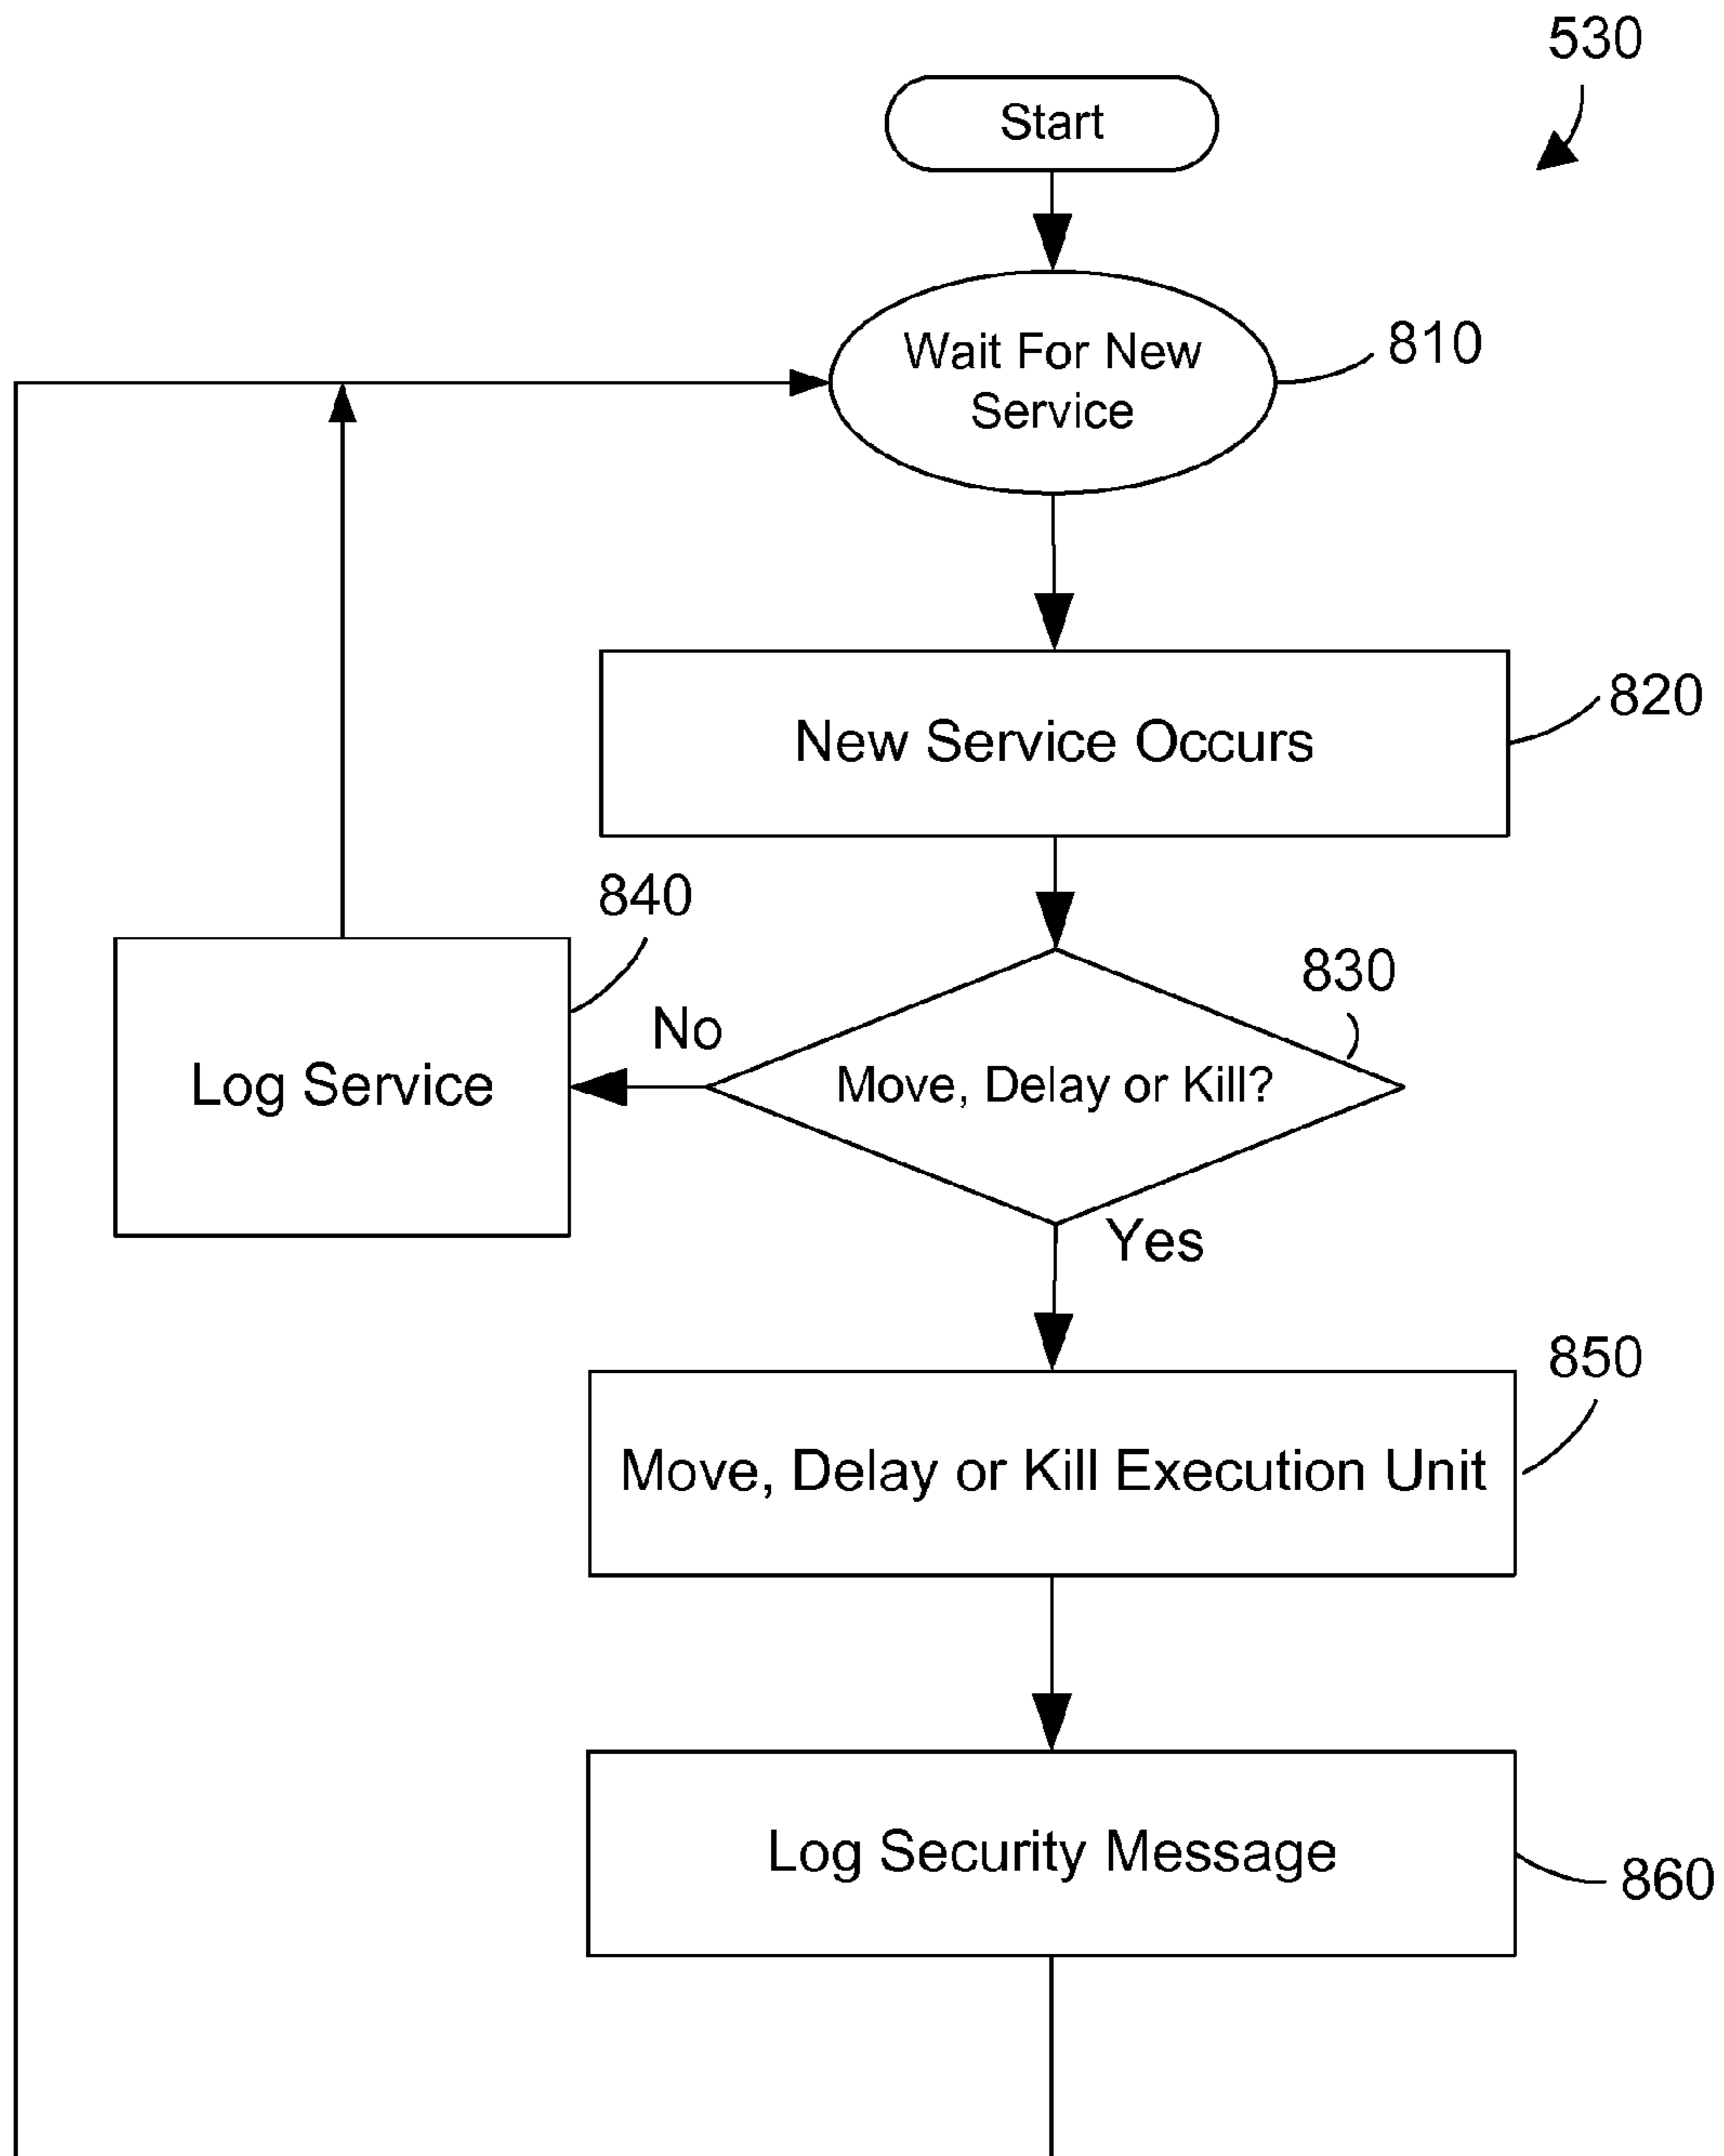 530
Start
Wait For New
Service
810
New Service Occurs
820
840
830
No
Move, Delay or Kill?
Log Service
Yes
850
Move, Delay or Kill Execution Unit
Log Security Message
860